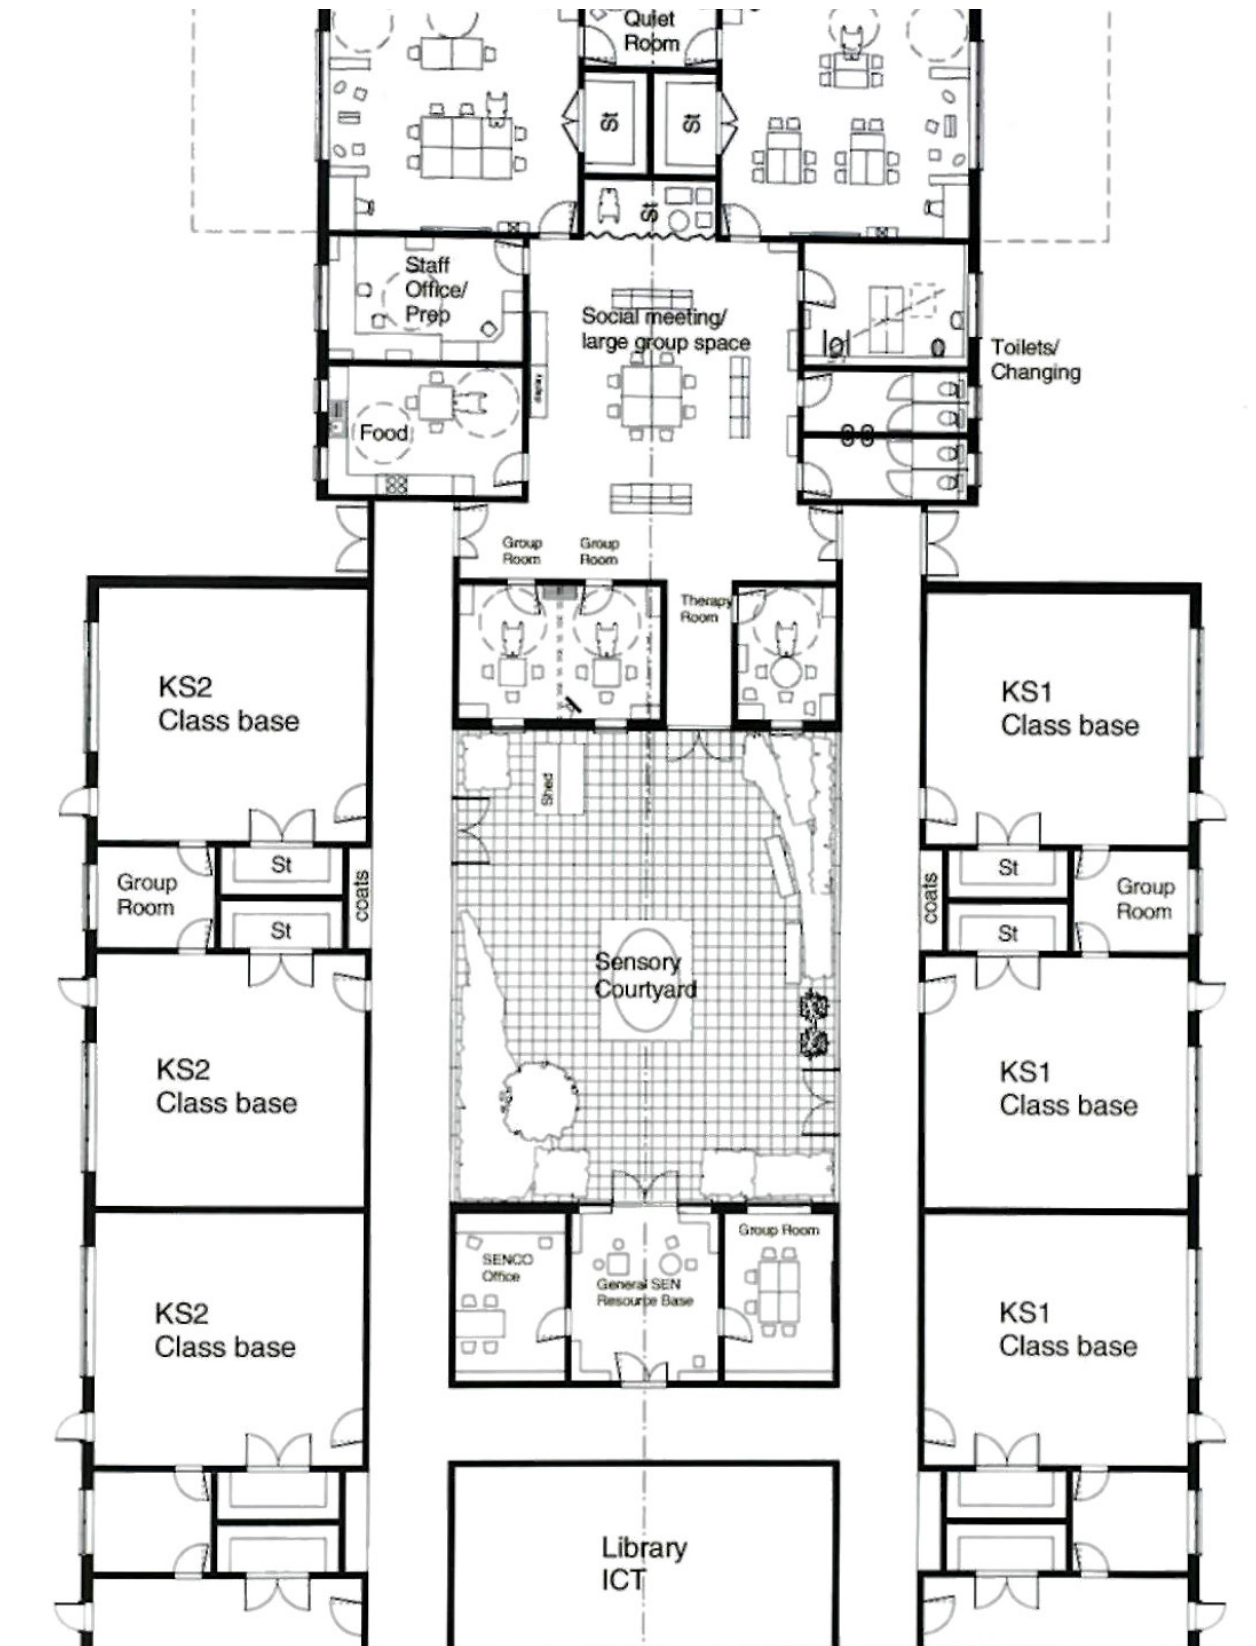 Quiet
Room
St
St
St
Staff
Office/
Prep
Social meeting/
large group space
Toilets/
Changing
display
Food
Group
Room
Group
Room
Therapy
Room
KS2
Class base
KS1
Class base
Shed
St
coats
Group
Room
St
St
coats
Group
Room
St
Sensory
Courtyard
KS2
Class base
KS1
Class base
SENCO
Office
General SEN
Resource Base
Group Room
KS2
Class base
KS1
Class base
Library
ICT